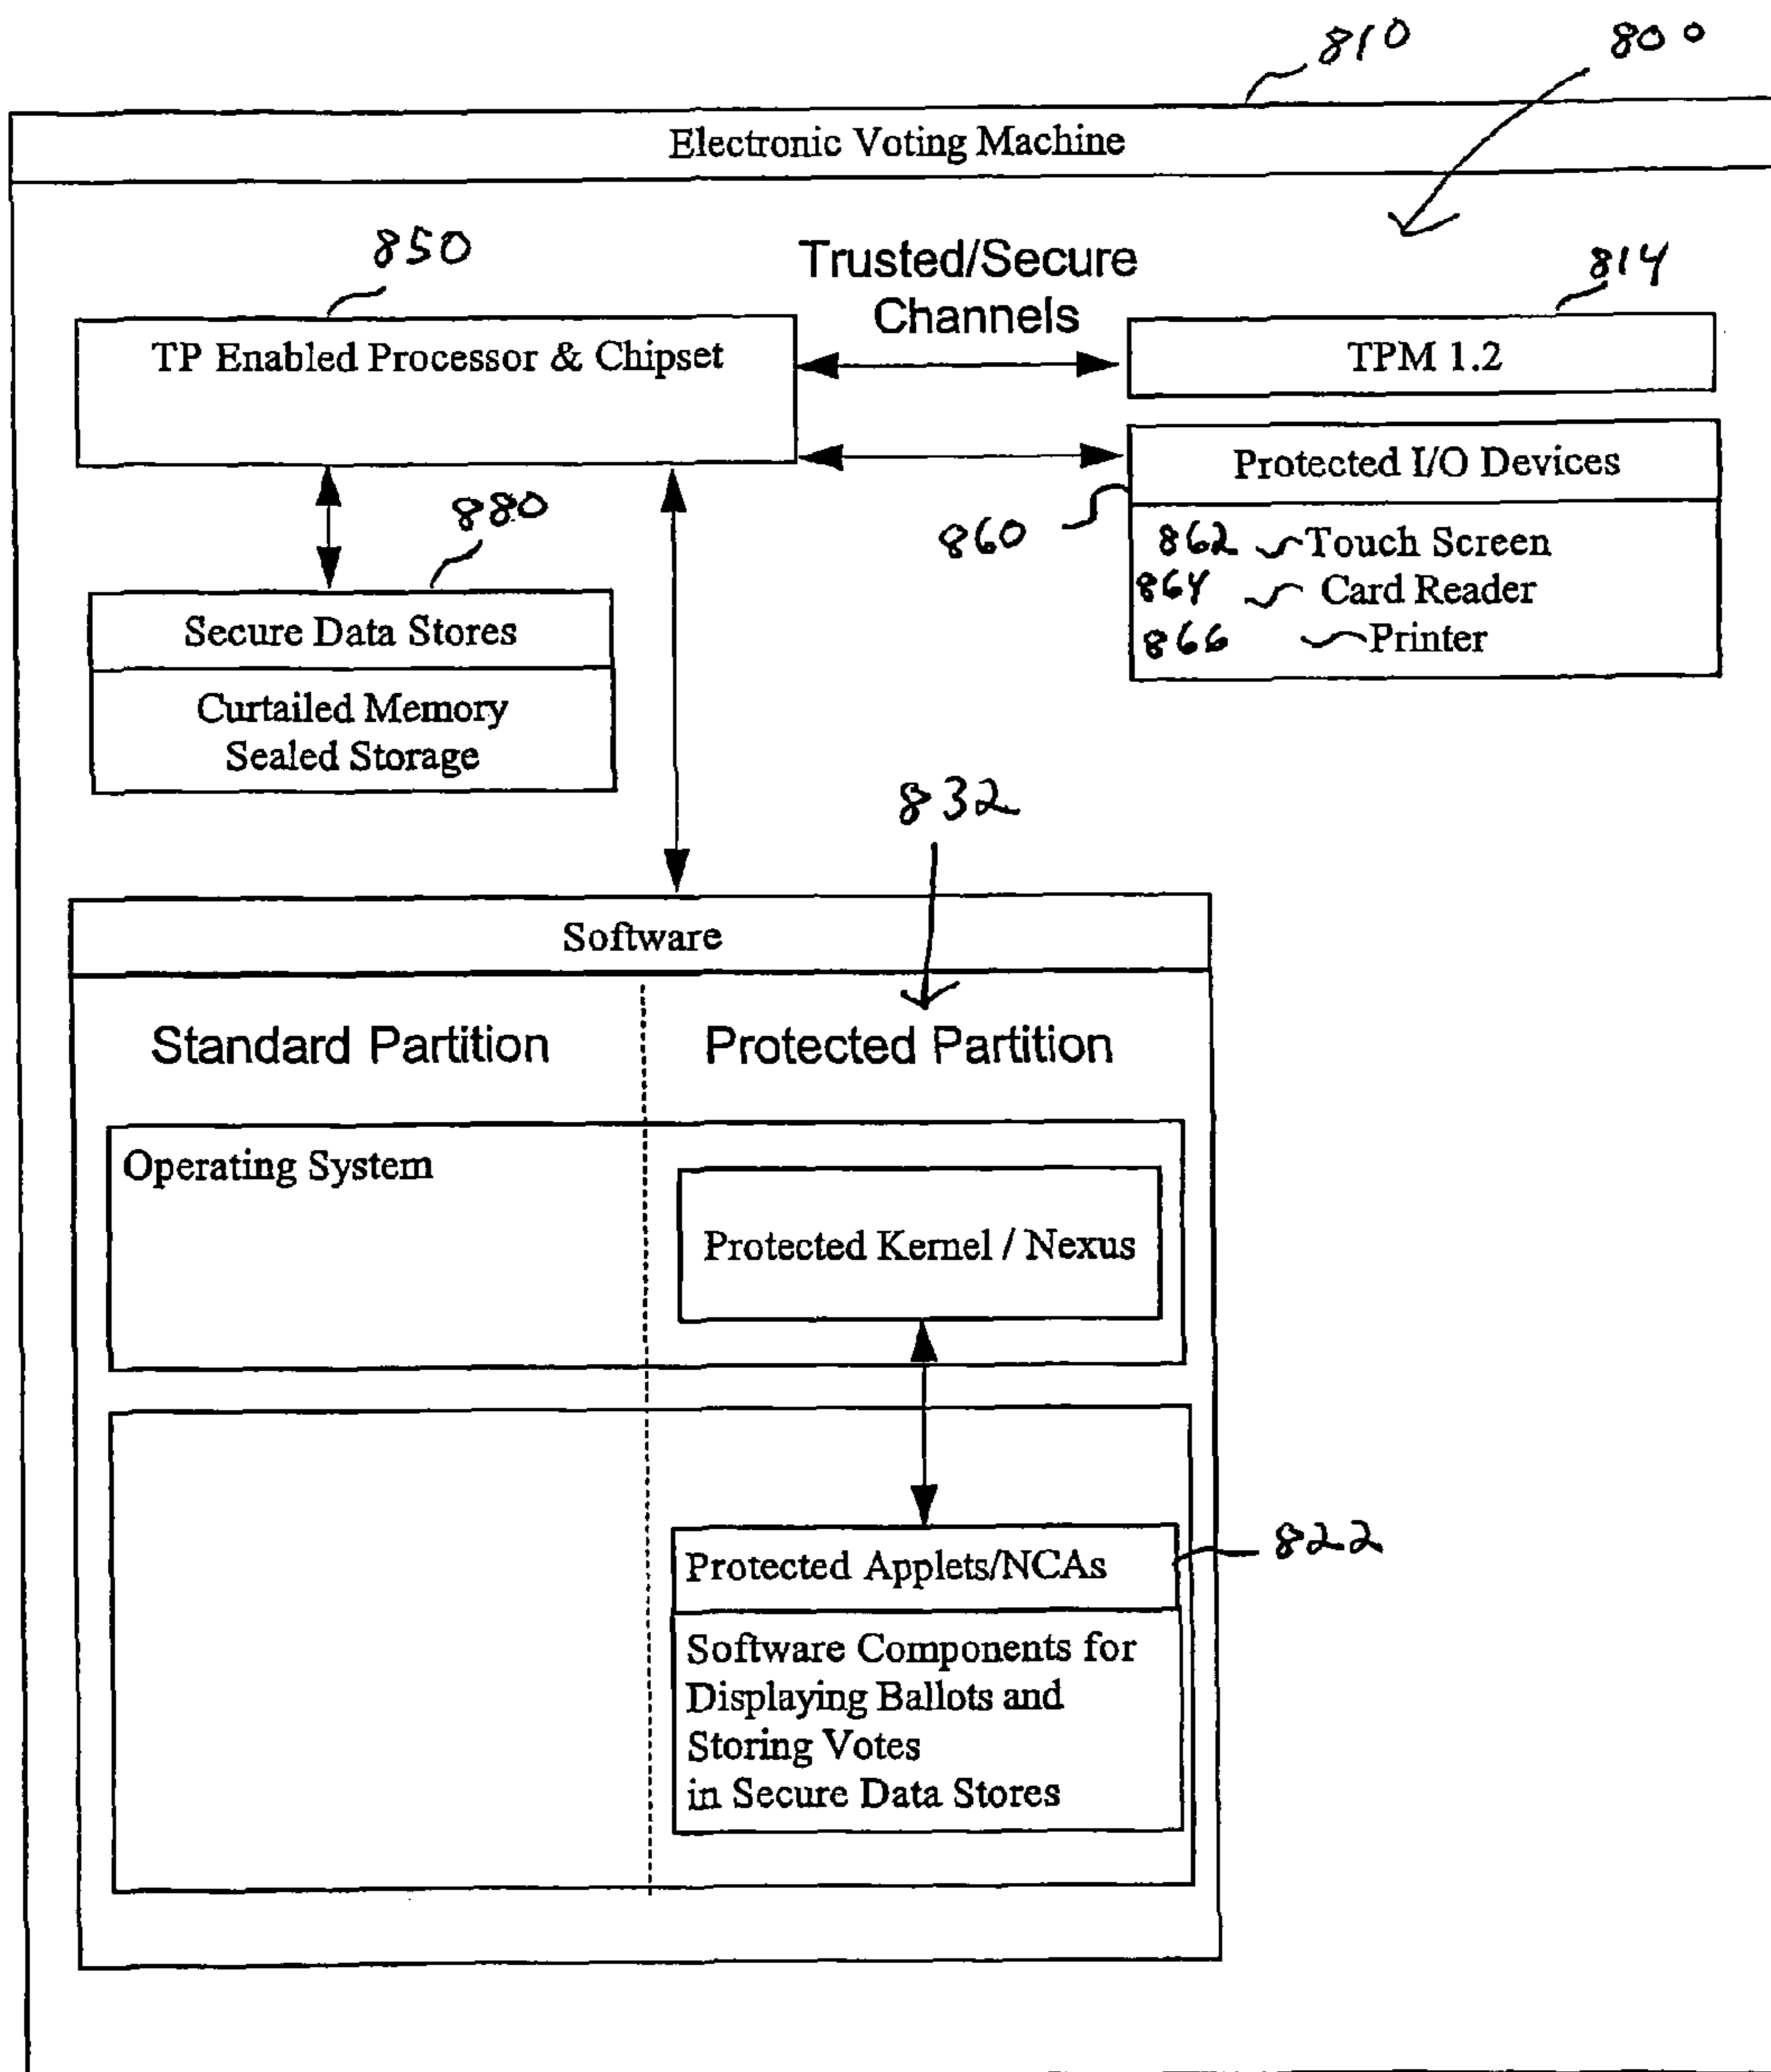 810
800
Electronic Voting Machine
850
Trusted/Secure
Channels
814
TP Enabled Processor & Chipset
TPM 1.2
Protected I/O Devices
880
860
862 Touch Screen
864 Card Reader
866 Printer
Secure Data Stores
Curtailed Memory
Sealed Storage
832
Software
Standard Partition
Protected Partition
Operating System
Protected Kernel / Nexus
822
Protected Applets/NCAs
Software Components for
Displaying Ballots and
Storing Votes
in Secure Data Stores